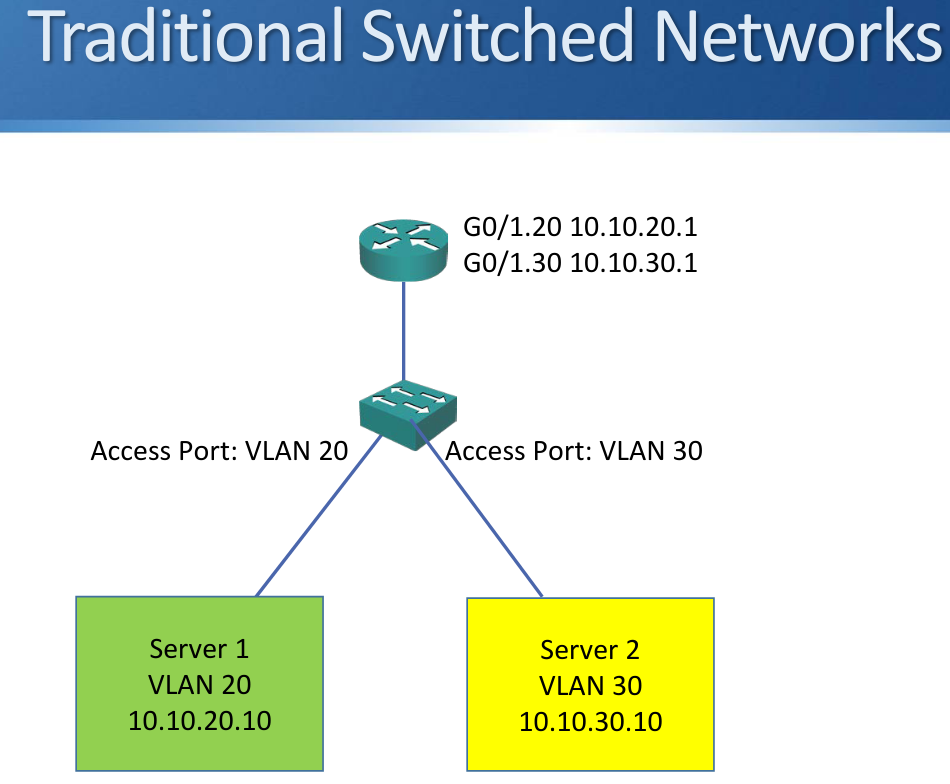 Traditional Switched Networks
G0/1.20 10.10.20.1
G0/1.30 10.10.30.1
Access Port: VLAN 20
Access Port: VLAN 30
Server 1
VLAN 20
10.10.20.10
Server 2
VLAN 30
10.10.30.10